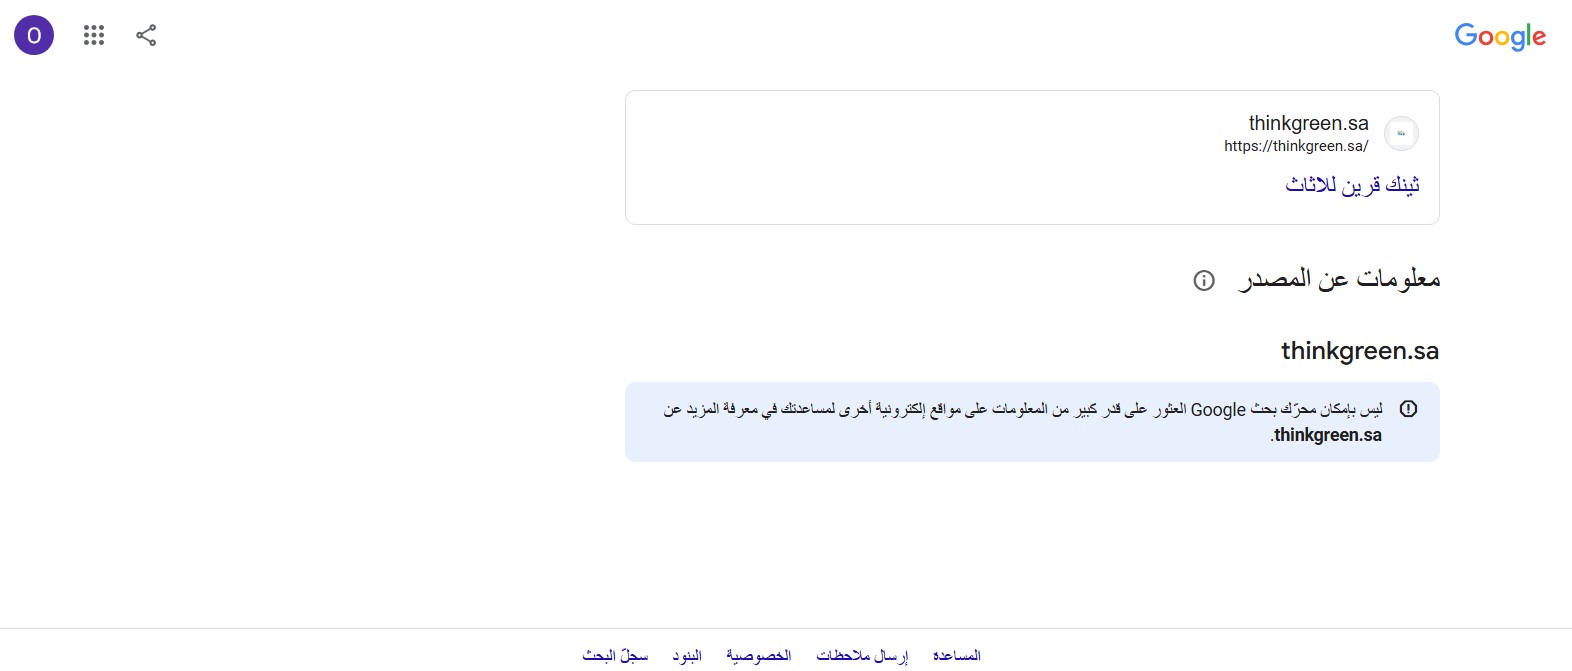 O
Google
thinkgreen.sa
https://thinkgreen.sa/
ثينك قرين للاثاث
معلومات عن المصدر
thinkgreen.sa
ليس بإمكان محرّك بحث Google العثور على قدر كبير من المعلومات على مواقع إلكترونية أخرى لمساعدتك في معرفة المزيد عن
thinkgreen.sa.
المساعدة إرسال ملاحظات الخصوصية البنود سجلّ البحث